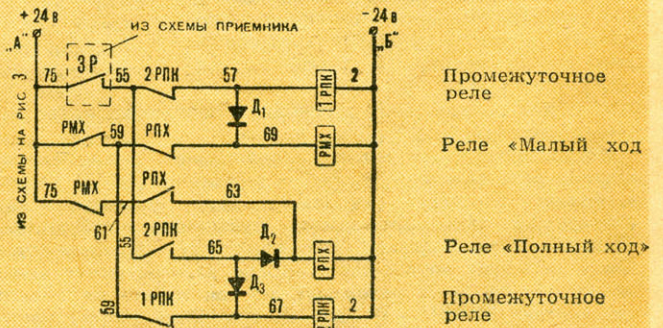 + 24 в
ИЗ СХЕМЫ ПРИЕМНИКА
− 24 в
„А"
„Б"
75
3 Р
55
2 РПК
57
1 РПК
2
Промежуточное
реле
Д₁
ИЗ СХЕМЫ НА РИС. 3
РМХ
59
РПХ
69
РМХ
Реле «Малый ход
75
РМХ
РПХ
63
61
55
2 РПК
65
Д₂
РПХ
Реле «Полный ход»
Д₃
59
1 РПК
67
2
Промежуточное
реле